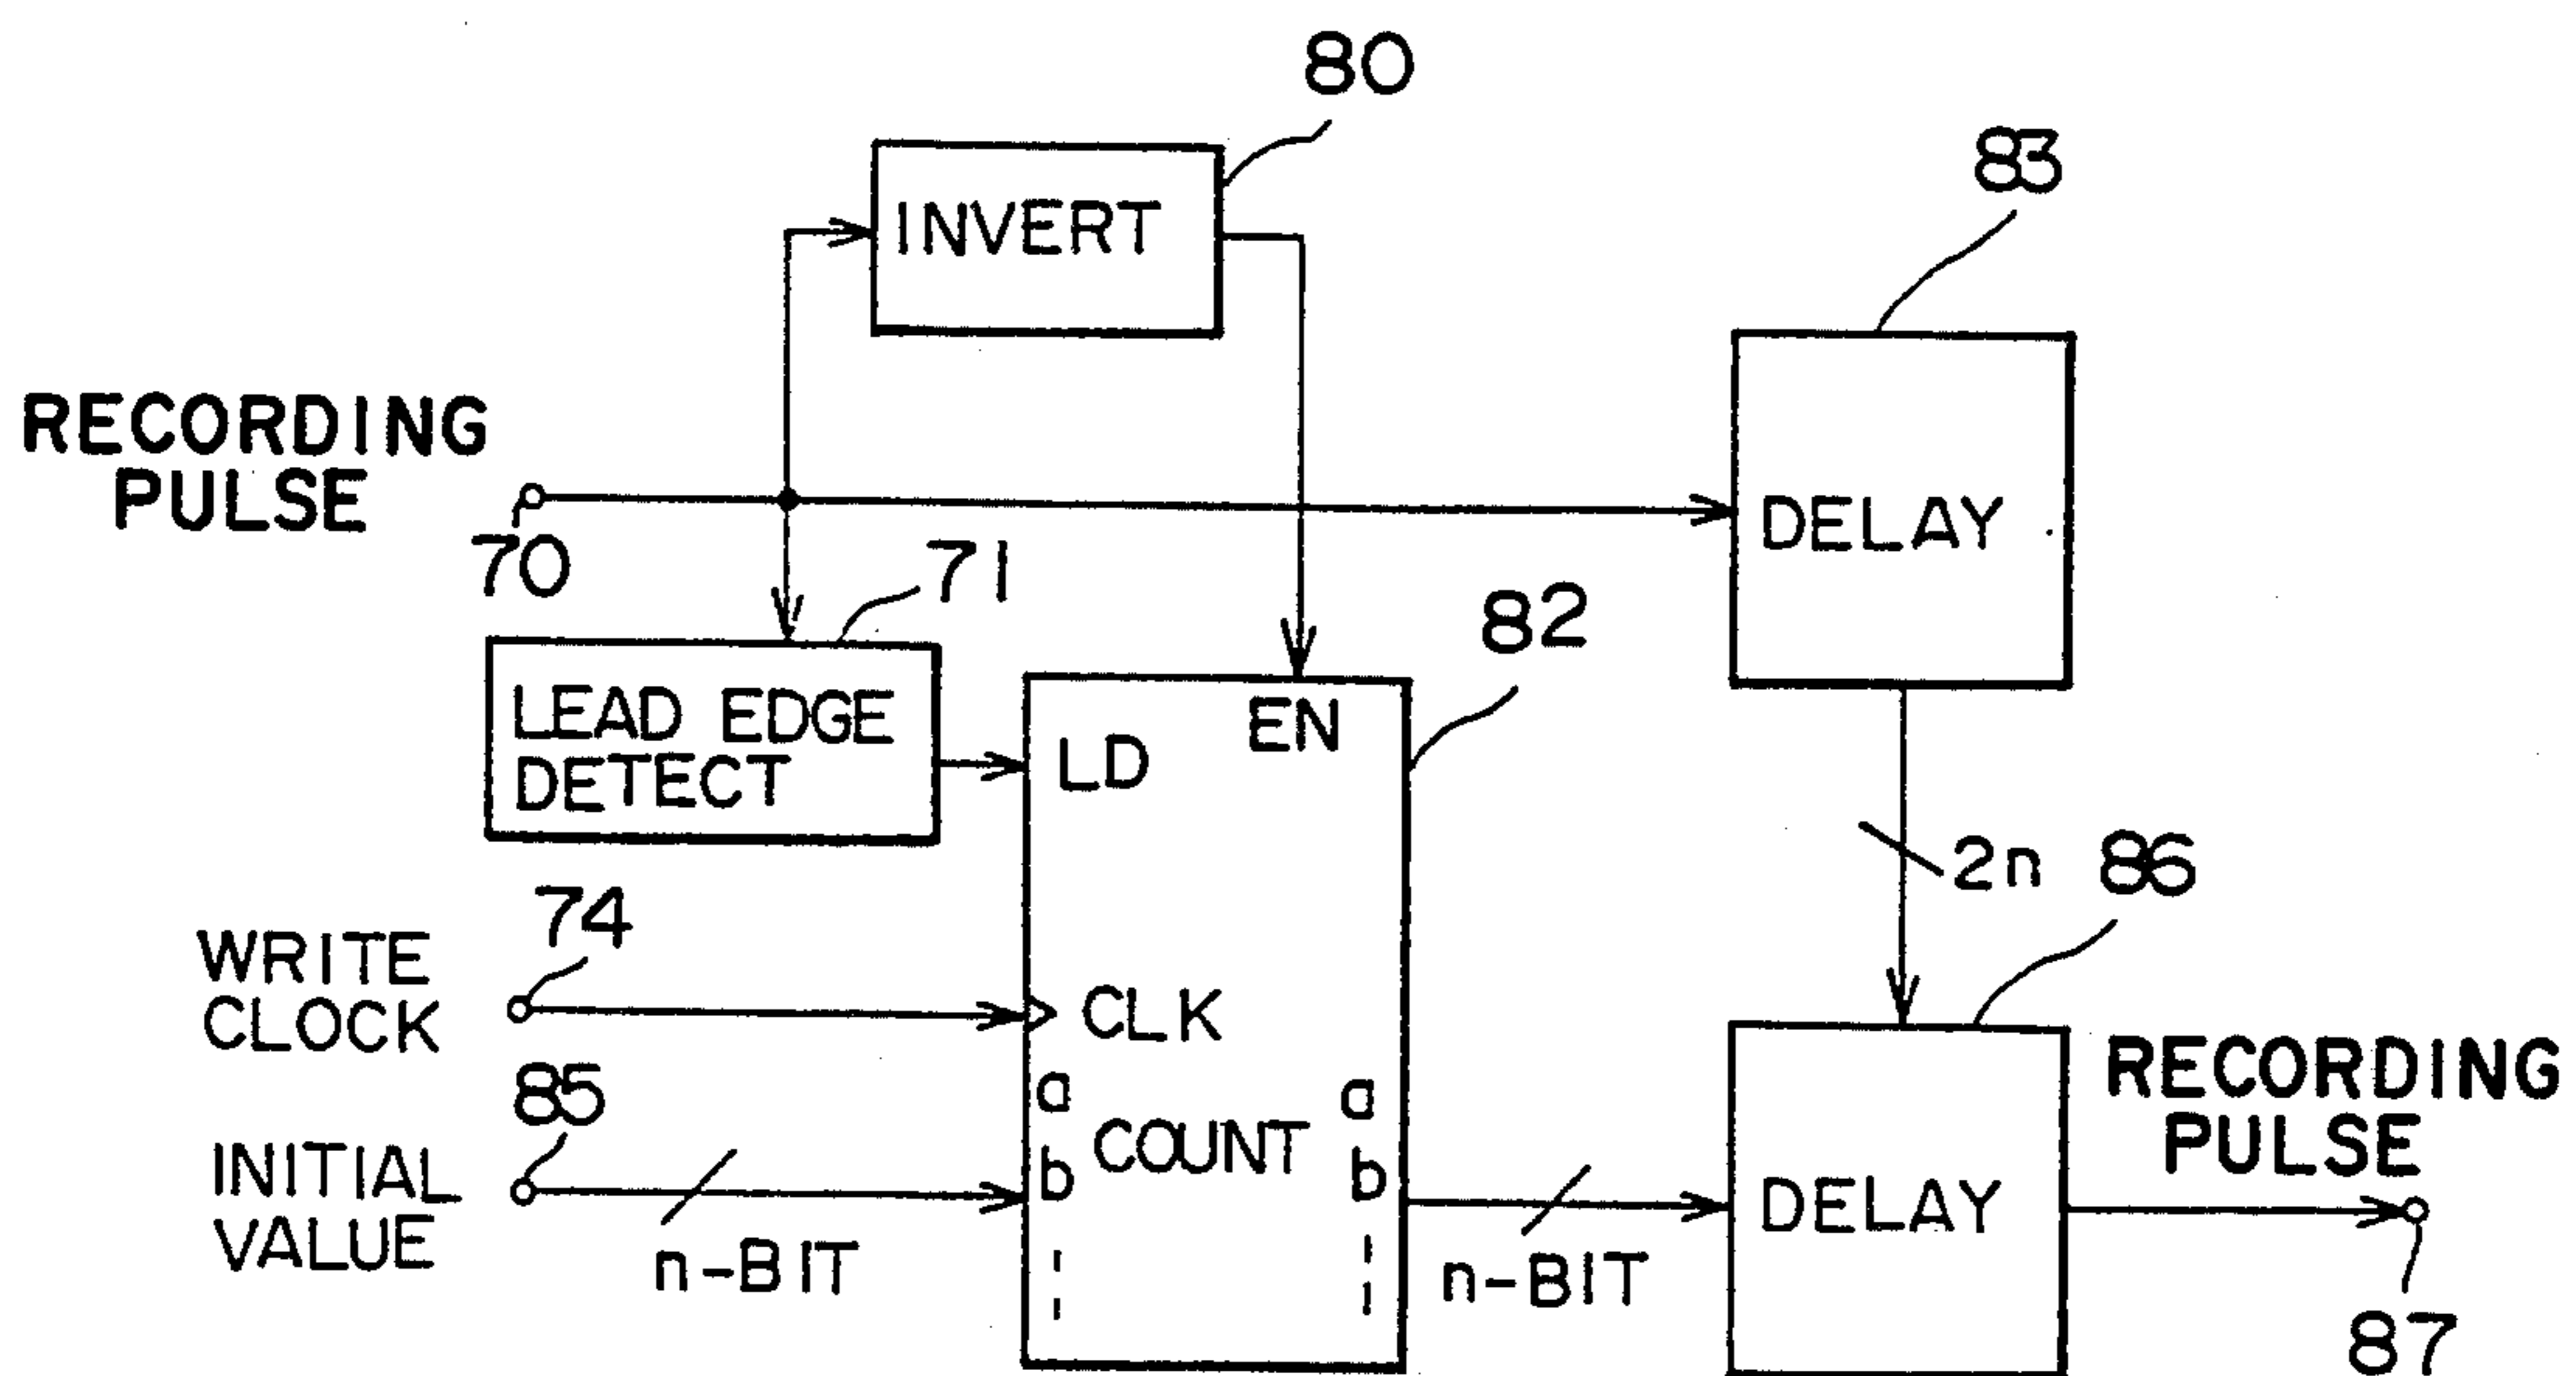 80
INVERT
83
RECORDING
PULSE
70
DELAY
71
82
LEAD EDGE
DETECT
EN
LD
2n
86
74
WRITE
CLOCK
CLK
85
a
a
RECORDING
PULSE
INITIAL
VALUE
b
COUNT
b
DELAY
n-BIT
n-BIT
87